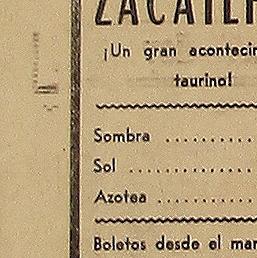 ZACATE
¡Un gran acontecim
taurino!
Sombra ..........
Sol ..............
Azotea ..........
Boletos desde el mar